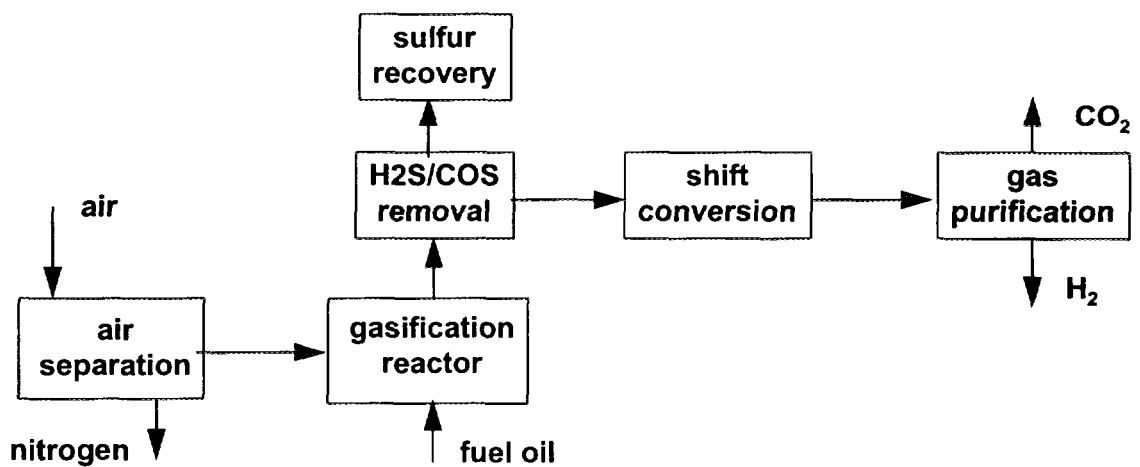 sulfur
recovery
CO₂
H2S/COS
removal
shift
conversion
gas
purification
air
H₂
air
separation
gasification
reactor
nitrogen
fuel oil